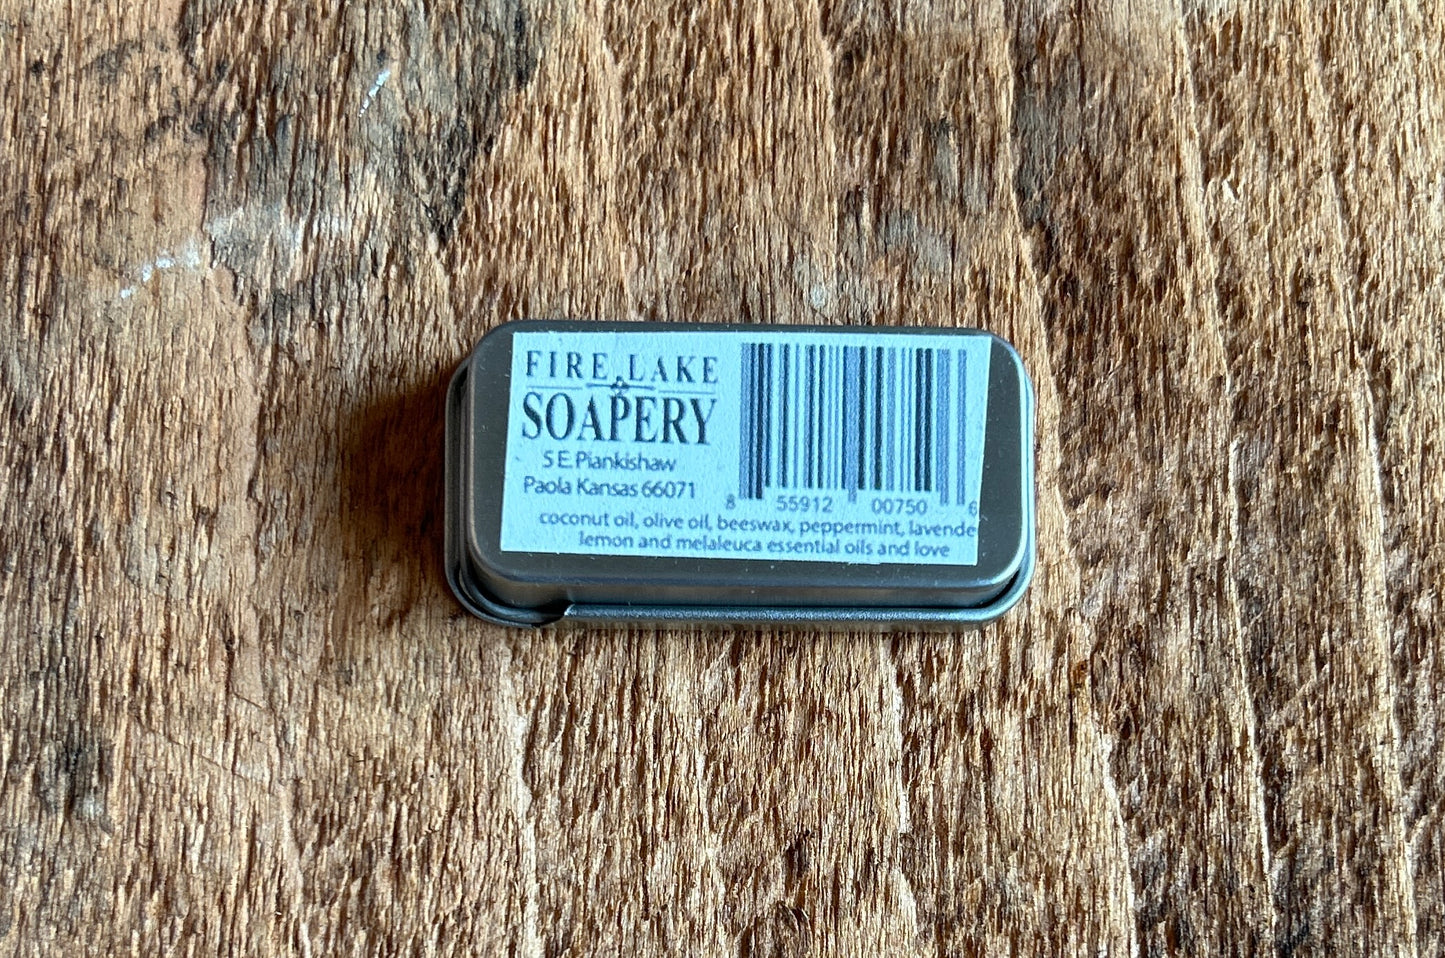 FIRE LAKE
SOAPERY
5 E. Piankishaw
Paola Kansas 66071
8 55912 00750 6
coconut oil, olive oil, beeswax, peppermint, lavende
lemon and melaleuca essential oils and love